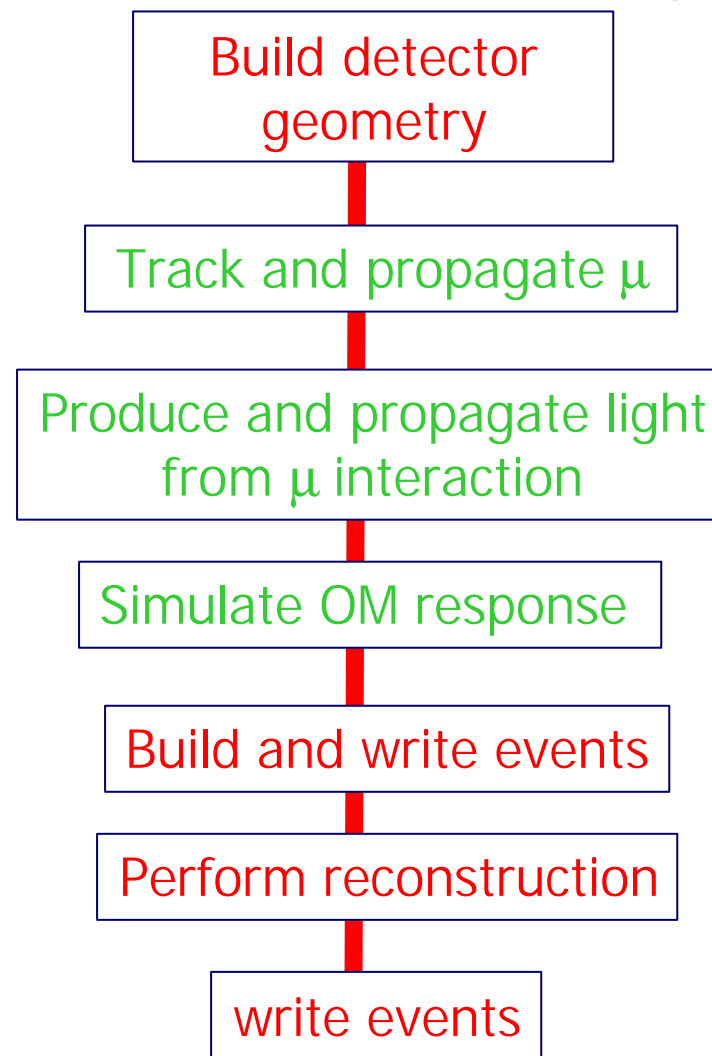 Build detector
geometry
Track and propagate μ
Produce and propagate light
from μ interaction
Simulate OM response
Build and write events
Perform reconstruction
write events